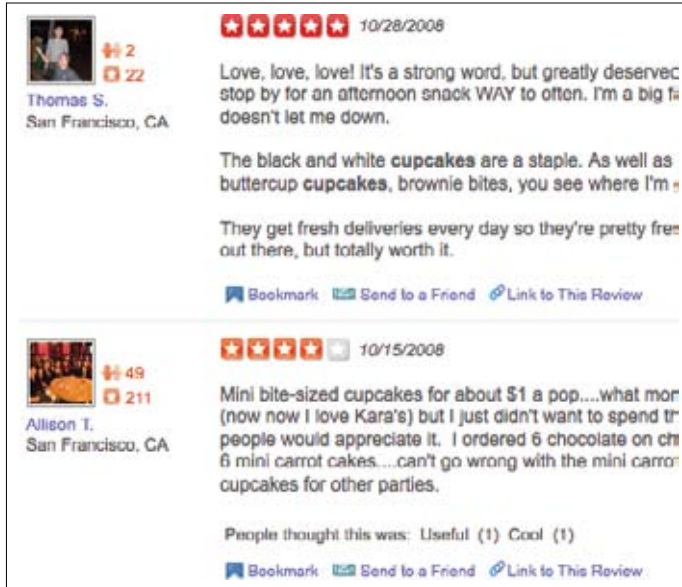 10/28/2008
2
22
Thomas S.
San Francisco, CA
Love, love, love! It's a strong word, but greatly deserved
stop by for an afternoon snack WAY to often. I'm a big
doesn't let me down.
The black and white cupcakes are a staple. As well as
buttercup cupcakes, brownie bites, you see where I'm
They get fresh deliveries every day so they're pretty
out there, but totally worth it.
Bookmark Send to a Friend Link to This Review
10/15/2008
49
211
Allison T.
San Francisco, CA
Mini bite-sized cupcakes for about $1 a pop....what
(now now I love Kara's) but I just didn't want to spend
people would appreciate it. I ordered 6 chocolate on
6 mini carrot cakes....can't go wrong with the mini carrot
cupcakes for other parties.
People thought this was: Useful (1) Cool (1)
Bookmark Send to a Friend Link to This Review